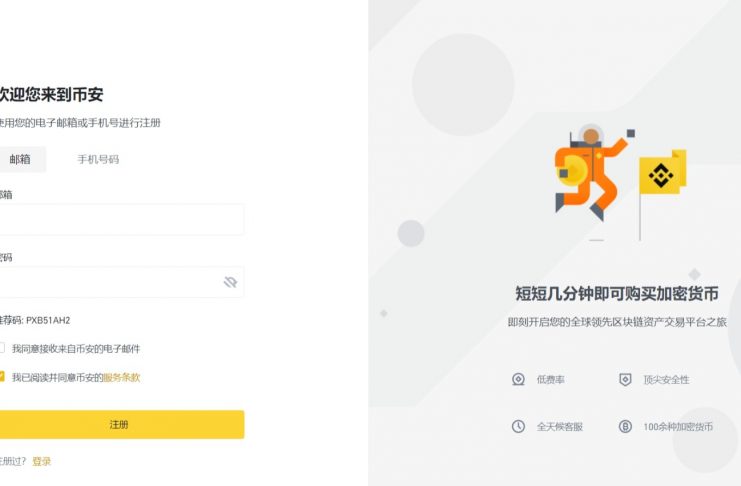 欢迎您来到币安
使用您的电子邮箱或手机号进行注册
邮箱 手机号码
邮箱
密码
推荐码: PXB51AH2
我同意接收来自币安的电子邮件
我已阅读并同意币安的服务条款
注册
注册过? 登录
短短几分钟即可购买加密货币
即刻开启您的全球领先区块链资产交易平台之旅
低费率 顶尖安全性
全天候客服 100余种加密货币